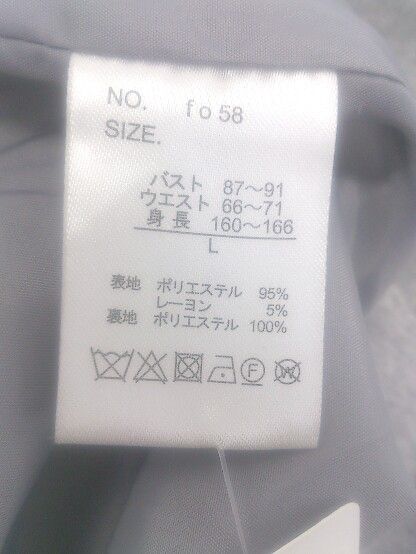 NO. fo58
SIZE.
バスト 87～91
ウエスト 66～71
身長 160～166
L
表地 ポリエステル 95%
レーヨン 5%
裏地 ポリエステル 100%
F
W